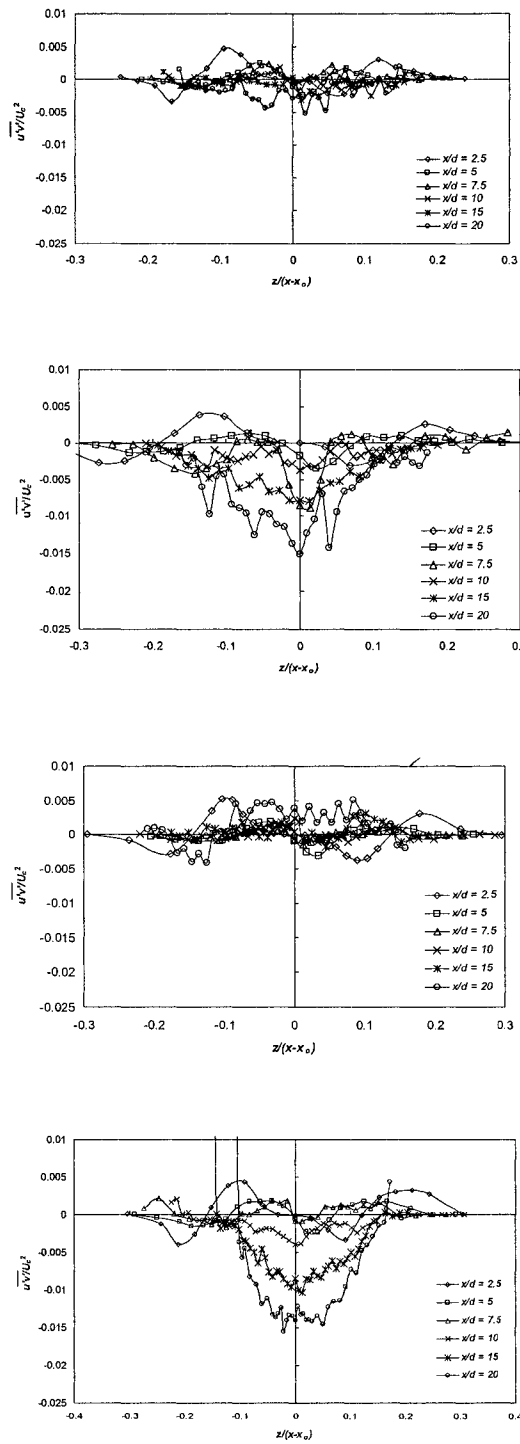 0.01
0.005
0
-0.005
-0.01
-0.015
-0.02
-0.025
u'v'/Uc²
-0.3 -0.2 -0.1 0 0.1 0.2 0.3
z/(x-xo)
x/d = 2.5
x/d = 5
x/d = 7.5
x/d = 10
x/d = 15
x/d = 20
0.01
0.005
0
-0.005
-0.01
-0.015
-0.02
-0.025
u'v'/Uc²
-0.3 -0.2 -0.1 0 0.1 0.2 0.3
z/(x-xo)
x/d = 2.5
x/d = 5
x/d = 7.5
x/d = 10
x/d = 15
x/d = 20
0.01
0.005
0
-0.005
-0.01
-0.015
-0.02
-0.025
u'v'/Uc²
-0.3 -0.2 -0.1 0 0.1 0.2 0.3
z/(x-xo)
x/d = 2.5
x/d = 5
x/d = 7.5
x/d = 10
x/d = 15
x/d = 20
0.01
0.005
0
-0.005
-0.01
-0.015
-0.02
-0.025
u'v'/Uc²
-0.4 -0.3 -0.2 -0.1 0 0.1 0.2 0.3 0.4
z/(x-xo)
x/d = 2.5
x/d = 5
x/d = 7.5
x/d = 10
x/d = 15
x/d = 20